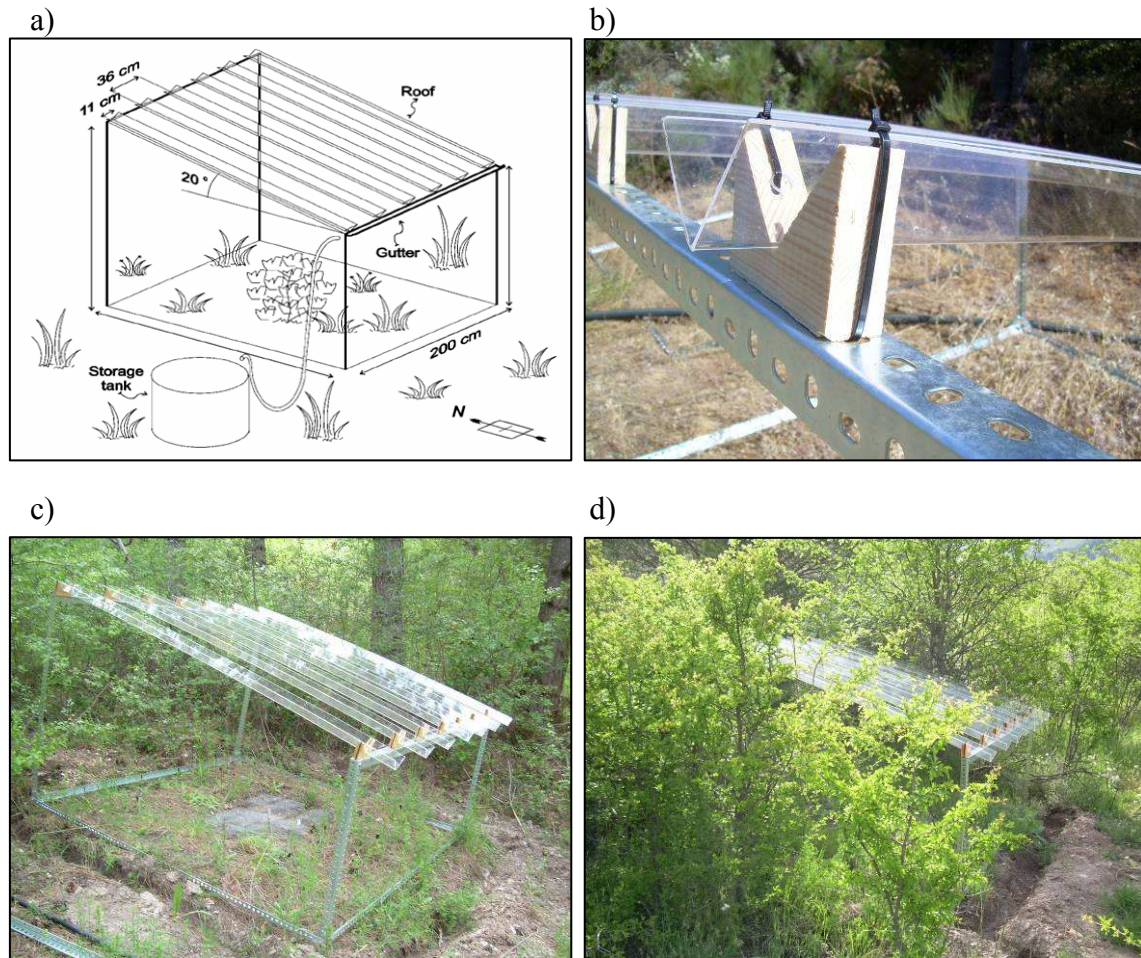 a)
b)
36 cm
11 cm
Roof
20°
Gutter
200 cm
Storage
tank
N
c)
d)